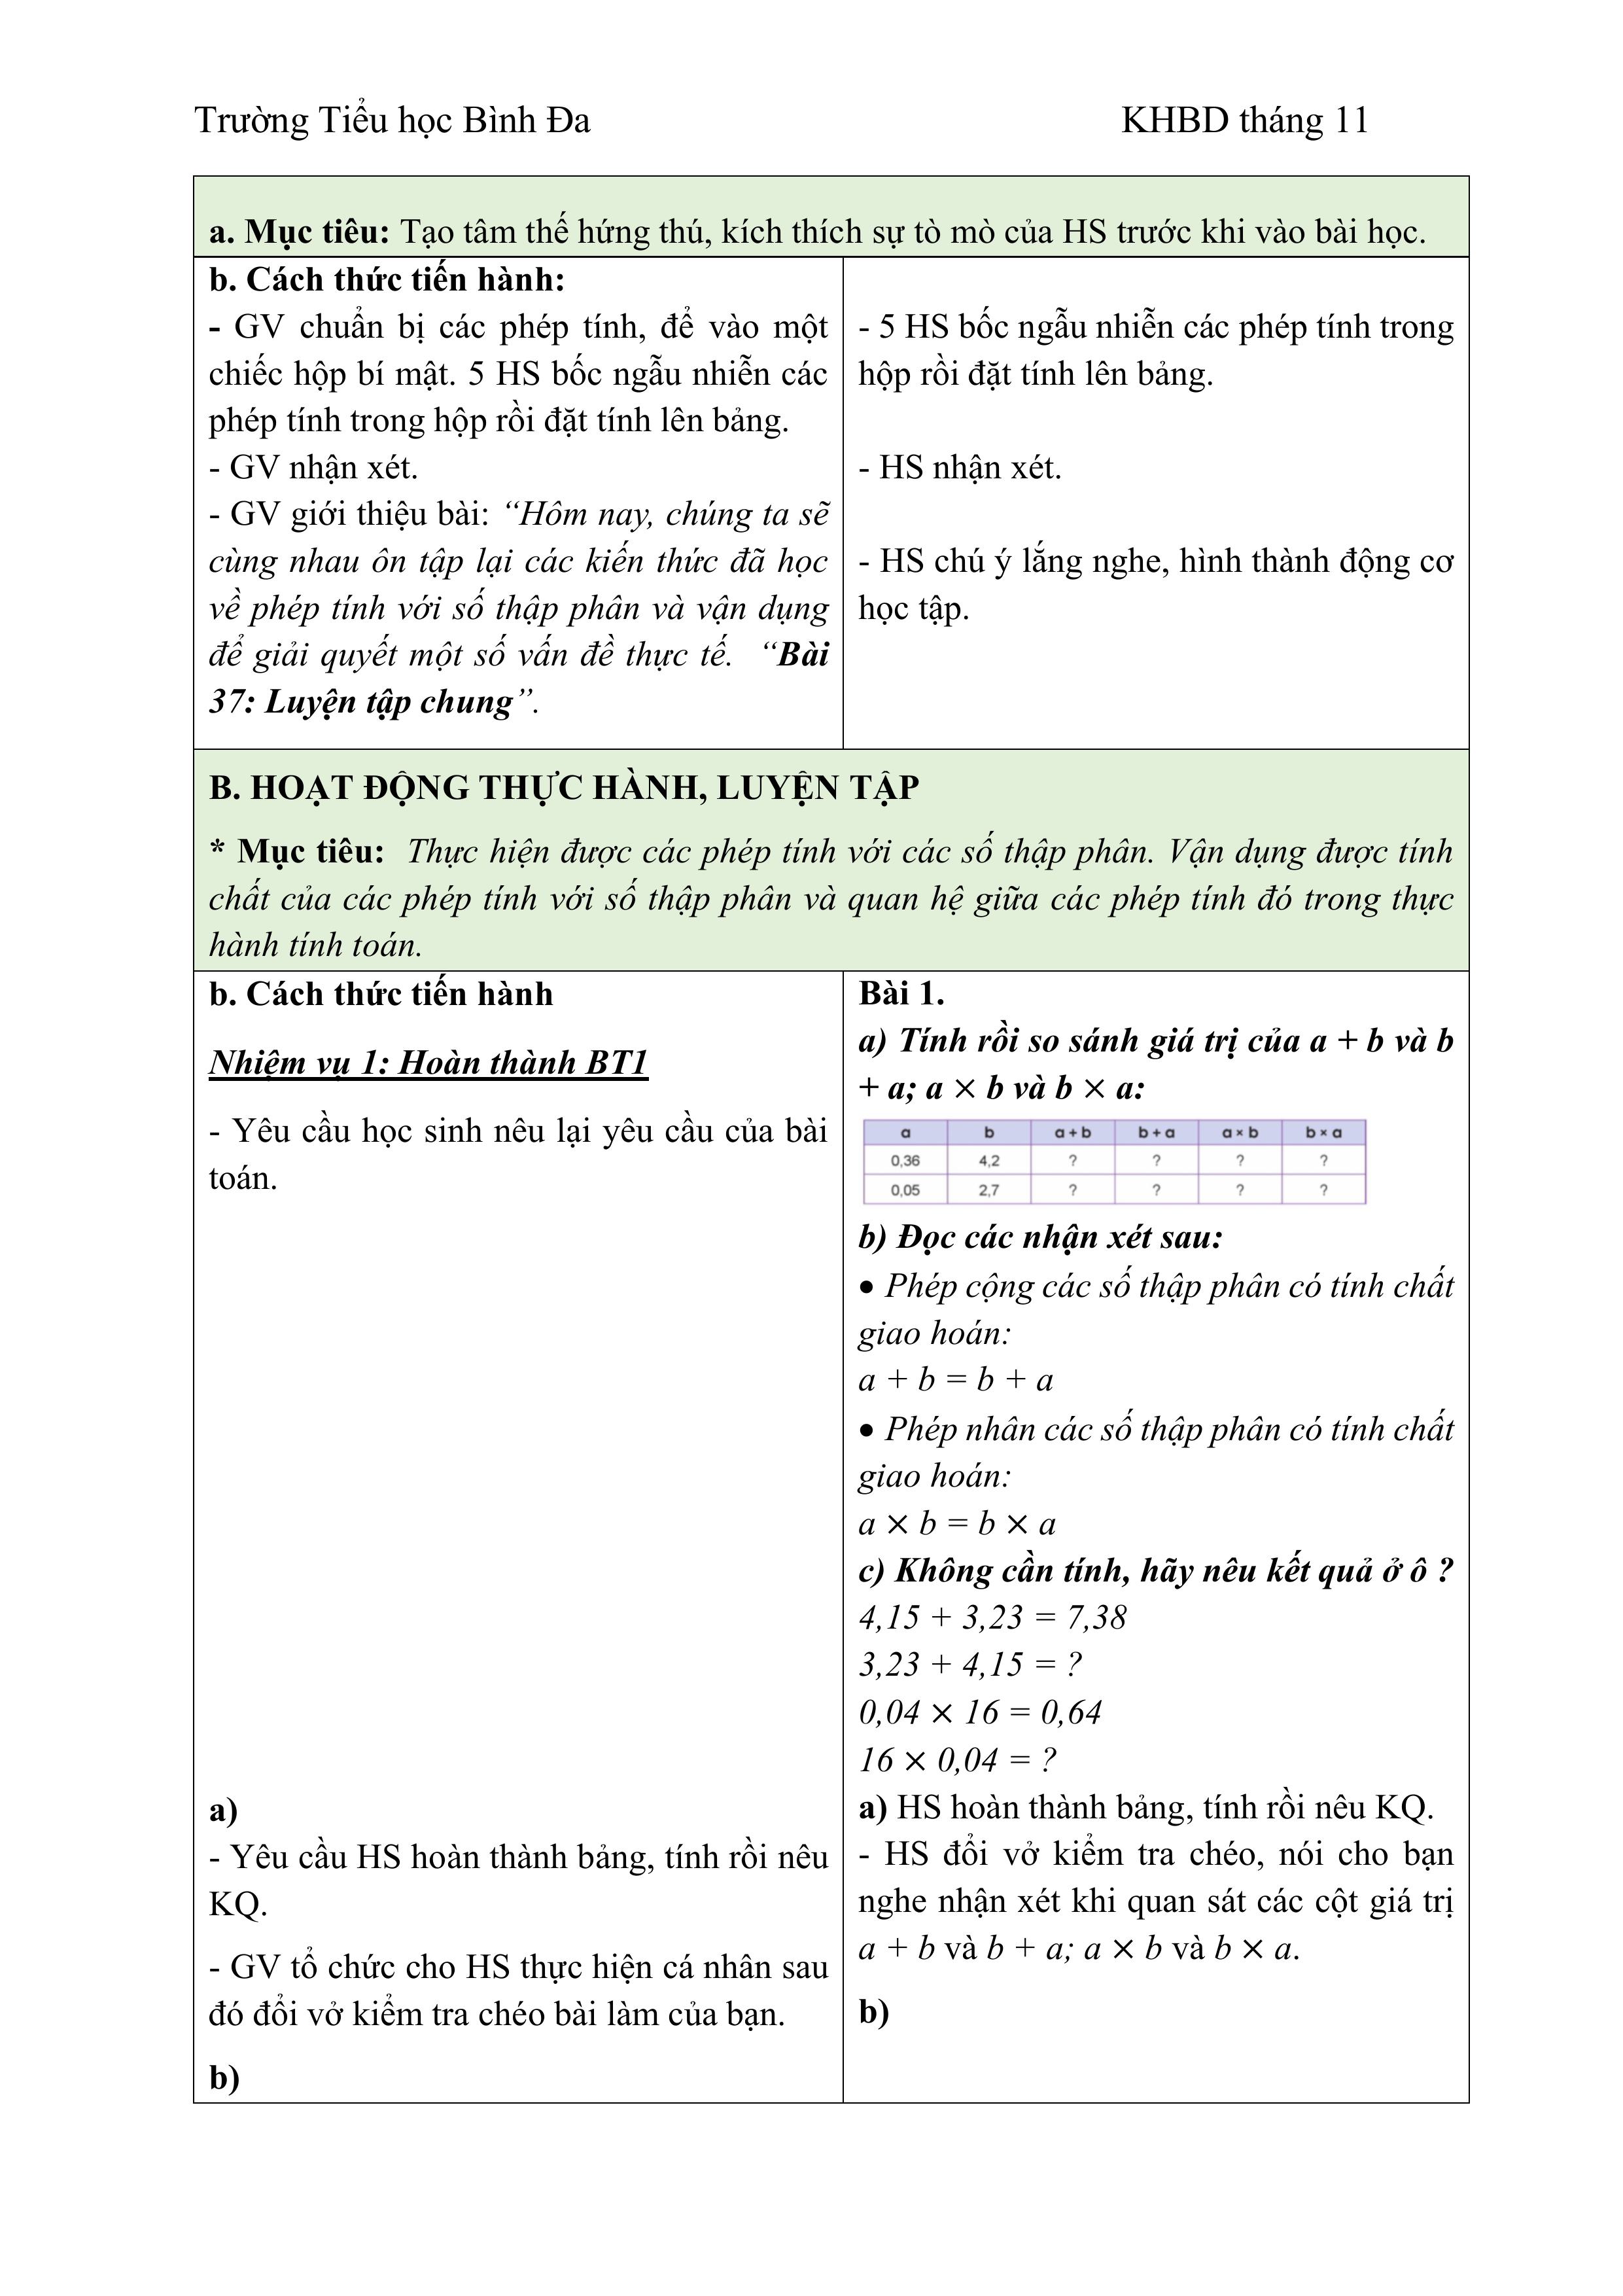 Trường Tiểu học Bình Đa KHBD tháng 11
a. Mục tiêu: Tạo tâm thế hứng thú, kích thích sự tò mò của HS trước khi vào bài học.
b. Cách thức tiến hành:
- GV chuẩn bị các phép tính, để vào một
chiếc hộp bí mật. 5 HS bốc ngẫu nhiễn các
phép tính trong hộp rồi đặt tính lên bảng.
- GV nhận xét.
- GV giới thiệu bài: “Hôm nay, chúng ta sẽ
cùng nhau ôn tập lại các kiến thức đã học
về phép tính với số thập phân và vận dụng
để giải quyết một số vấn đề thực tế. “Bài
37: Luyện tập chung”.
- 5 HS bốc ngẫu nhiễn các phép tính trong
hộp rồi đặt tính lên bảng.
- HS nhận xét.
- HS chú ý lắng nghe, hình thành động cơ
học tập.
B. HOẠT ĐỘNG THỰC HÀNH, LUYỆN TẬP
* Mục tiêu: Thực hiện được các phép tính với các số thập phân. Vận dụng được tính
chất của các phép tính với số thập phân và quan hệ giữa các phép tính đó trong thực
hành tính toán.
b. Cách thức tiến hành
Nhiệm vụ 1: Hoàn thành BT1
- Yêu cầu học sinh nêu lại yêu cầu của bài
toán.
a)
- Yêu cầu HS hoàn thành bảng, tính rồi nêu
KQ.
- GV tổ chức cho HS thực hiện cá nhân sau
đó đổi vở kiểm tra chéo bài làm của bạn.
b)
Bài 1.
a) Tính rồi so sánh giá trị của a + b và b
+ a; a × b và b × a:
a b a + b b + a a × b b × a
0,36 4,2 ? ? ? ?
0,05 2,7 ? ? ? ?
b) Đọc các nhận xét sau:
• Phép cộng các số thập phân có tính chất
giao hoán:
a + b = b + a
• Phép nhân các số thập phân có tính chất
giao hoán:
a × b = b × a
c) Không cần tính, hãy nêu kết quả ở ô ?
4,15 + 3,23 = 7,38
3,23 + 4,15 = ?
0,04 × 16 = 0,64
16 × 0,04 = ?
a) HS hoàn thành bảng, tính rồi nêu KQ.
- HS đổi vở kiểm tra chéo, nói cho bạn
nghe nhận xét khi quan sát các cột giá trị
a + b và b + a; a × b và b × a.
b)